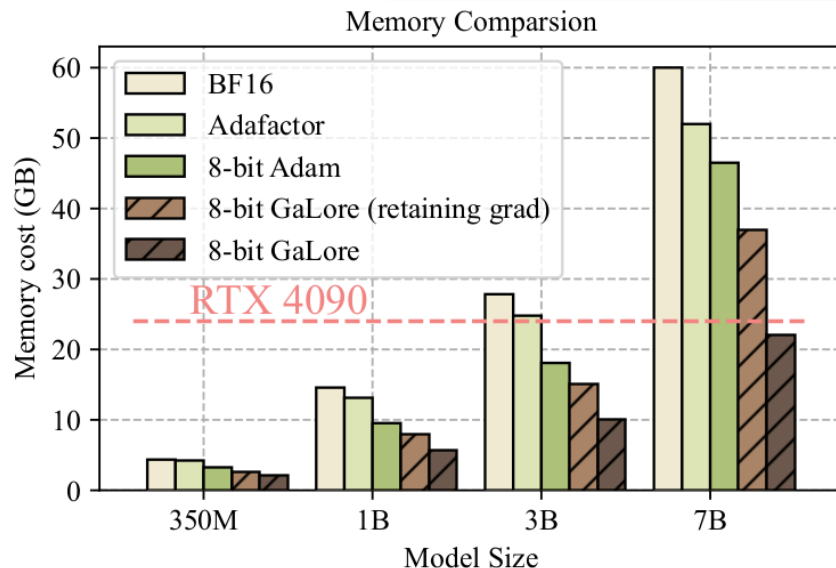 Memory Comparsion
BF16
Adafactor
8-bit Adam
8-bit GaLore (retaining grad)
8-bit GaLore
RTX 4090
Memory cost (GB)
60
50
40
30
20
10
0
350M
1B
3B
7B
Model Size